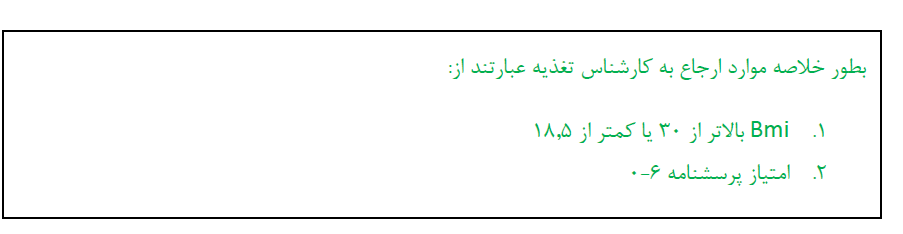 بطور خلاصه موارد ارجاع به کارشناس تغذیه عبارتند از:
۱. Bmi بالاتر از ۳۰ یا کمتر از ۱۸,۵
۲. امتیاز پرسشنامه ۶-۰